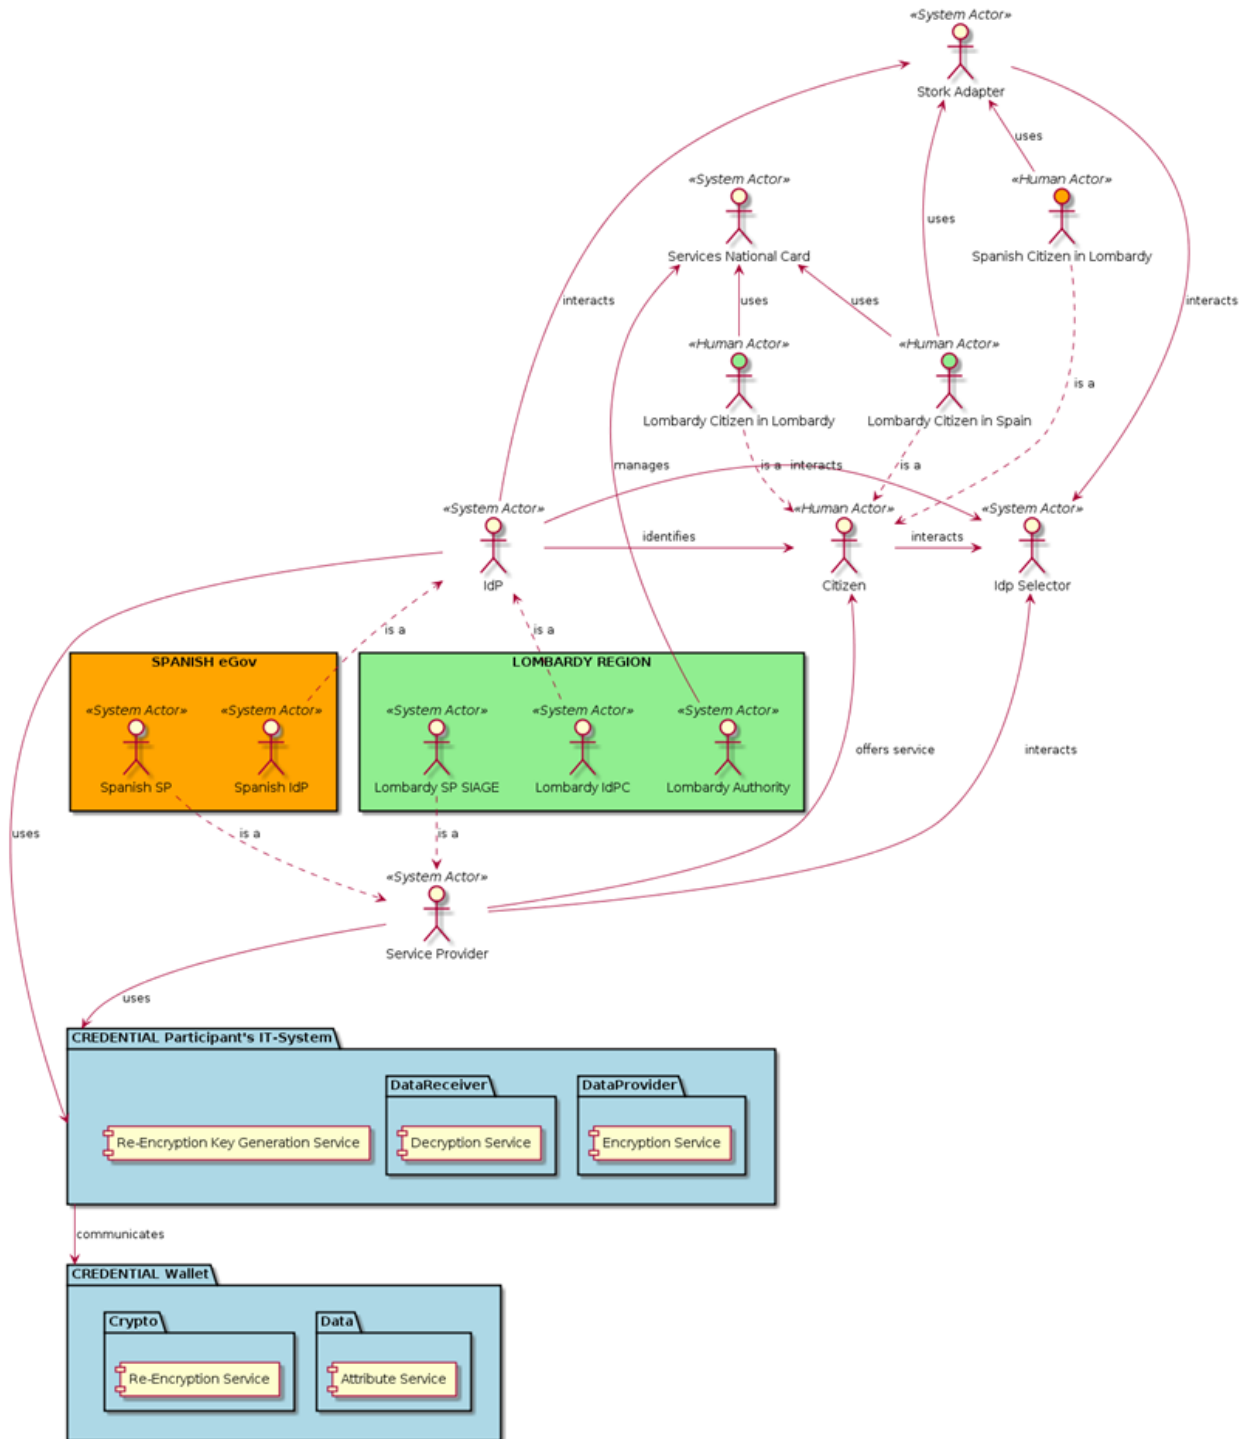 «System Actor»
Stork Adapter
uses
«System Actor»
«Human Actor»
Services National Card
Spanish Citizen in Lombardy
uses
interacts
uses
uses
interacts
«Human Actor»
«Human Actor»
Lombardy Citizen in Lombardy
Lombardy Citizen in Spain
is a
manages
is a
interacts
is a
«System Actor»
«Human Actor»
«System Actor»
identifies
interacts
IdP
Citizen
Idp Selector
is a
is a
SPANISH eGov
LOMBARDY REGION
«System Actor»
«System Actor»
«System Actor»
«System Actor»
«System Actor»
offers service
interacts
Spanish SP
Spanish IdP
Lombardy SP SIAGE
Lombardy IdPC
Lombardy Authority
uses
is a
is a
«System Actor»
Service Provider
uses
CREDENTIAL Participant's IT-System
DataReceiver
DataProvider
Re-Encryption Key Generation Service
Decryption Service
Encryption Service
communicates
CREDENTIAL Wallet
Crypto
Data
Re-Encryption Service
Attribute Service